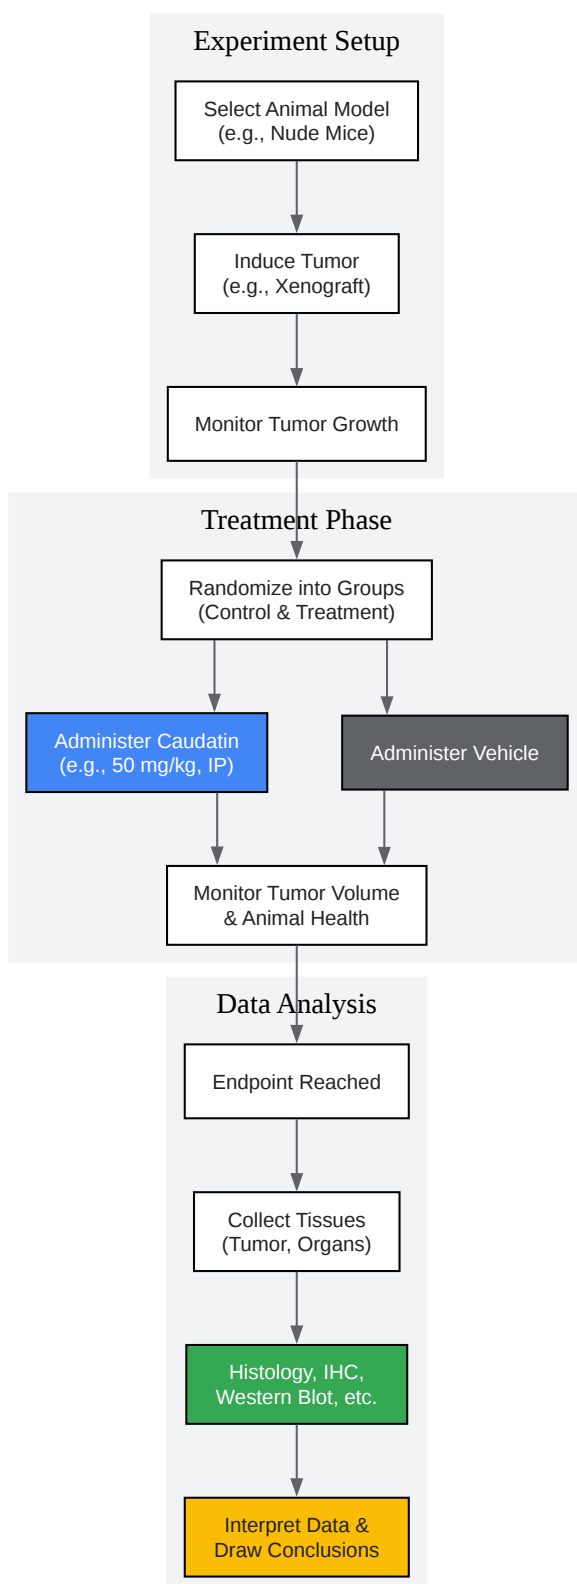 Experiment Setup
Select Animal Model
(e.g., Nude Mice)
Induce Tumor
(e.g., Xenograft)
Monitor Tumor Growth
Treatment Phase
Randomize into Groups
(Control & Treatment)
Administer Caudatin
(e.g., 50 mg/kg, IP)
Administer Vehicle
Monitor Tumor Volume
& Animal Health
Data Analysis
Endpoint Reached
Collect Tissues
(Tumor, Organs)
Histology, IHC,
Western Blot, etc.
Interpret Data &
Draw Conclusions